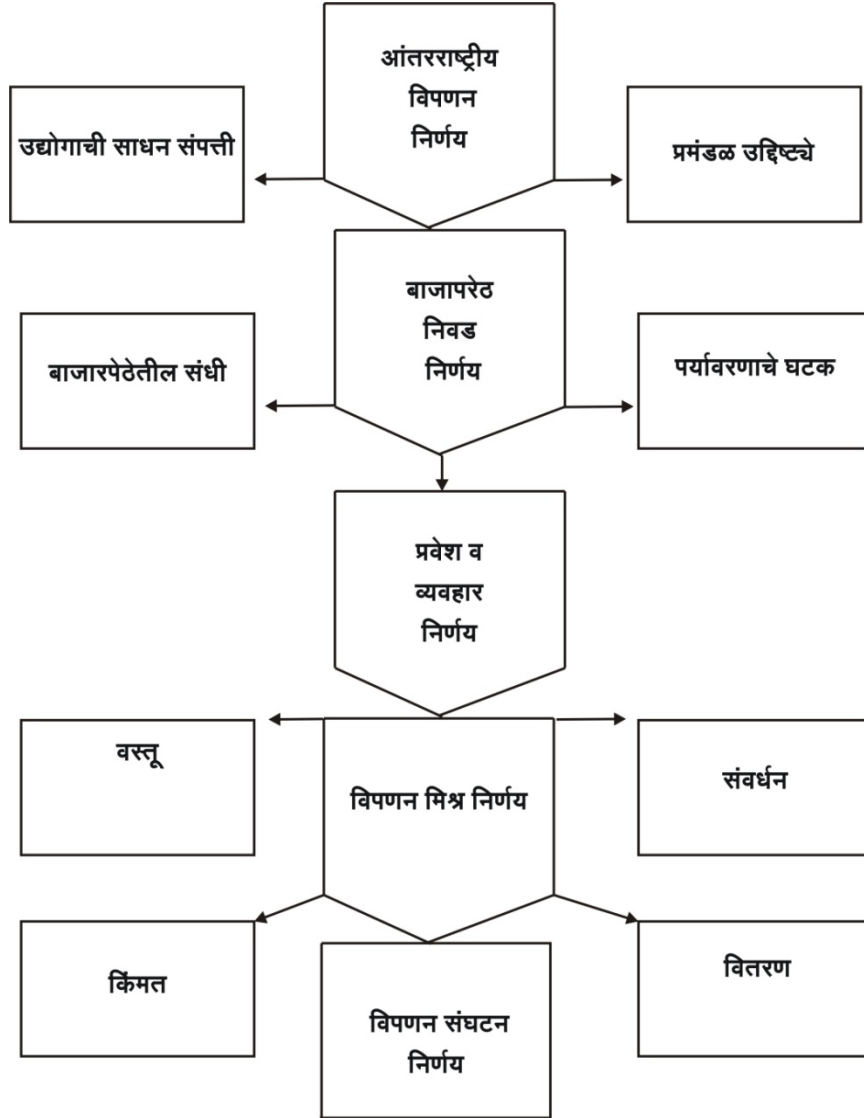 आंतरराष्ट्रीय
विपणन
निर्णय
उद्योगाची साधन संपत्ती
प्रमंडळ उद्दिष्ट्ये
बाजापरेठ
निवड
निर्णय
बाजारपेठेतील संधी
पर्यावरणाचे घटक
प्रवेश व
व्यवहार
निर्णय
वस्तू
विपणन मिश्र निर्णय
संवर्धन
किंमत
वितरण
विपणन संघटन
निर्णय